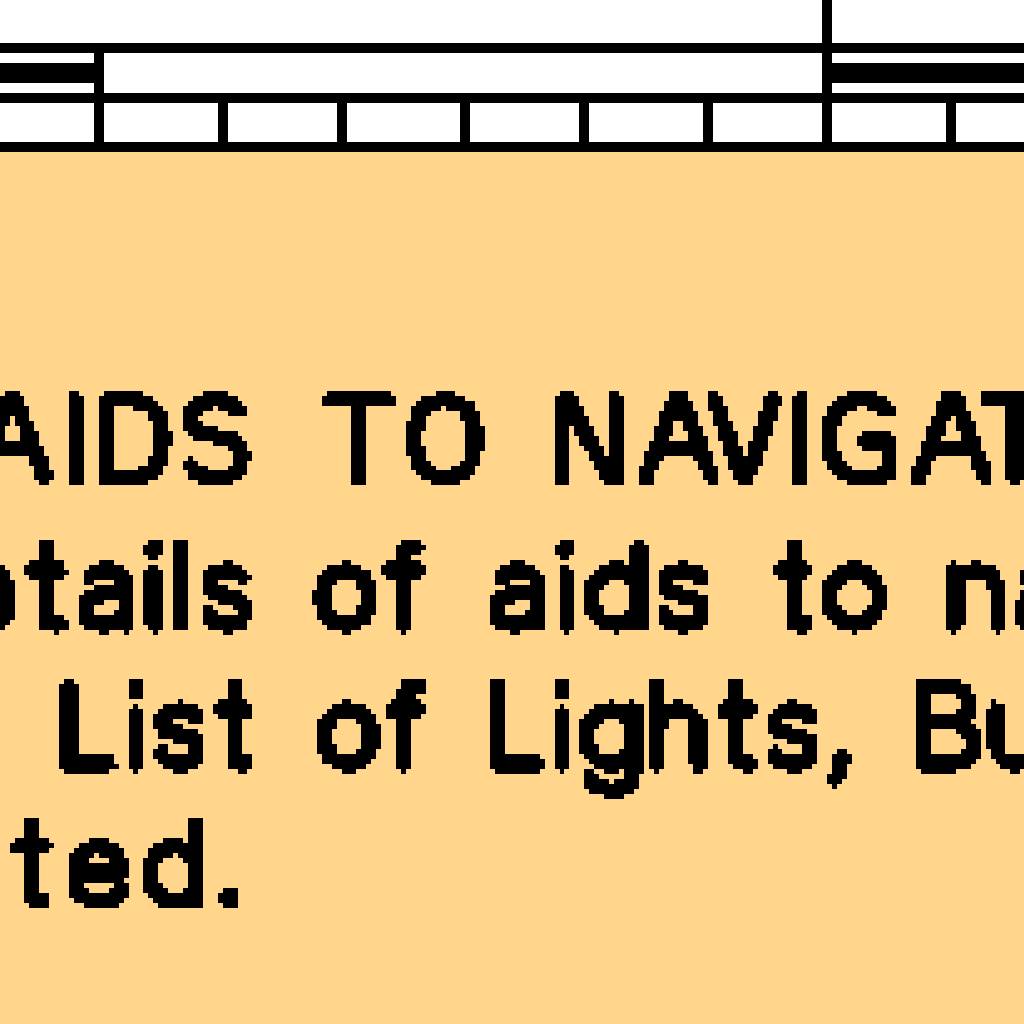 AIDS TO NAVIGAT
tails of aids to na
List of Lights, Bu
ted.